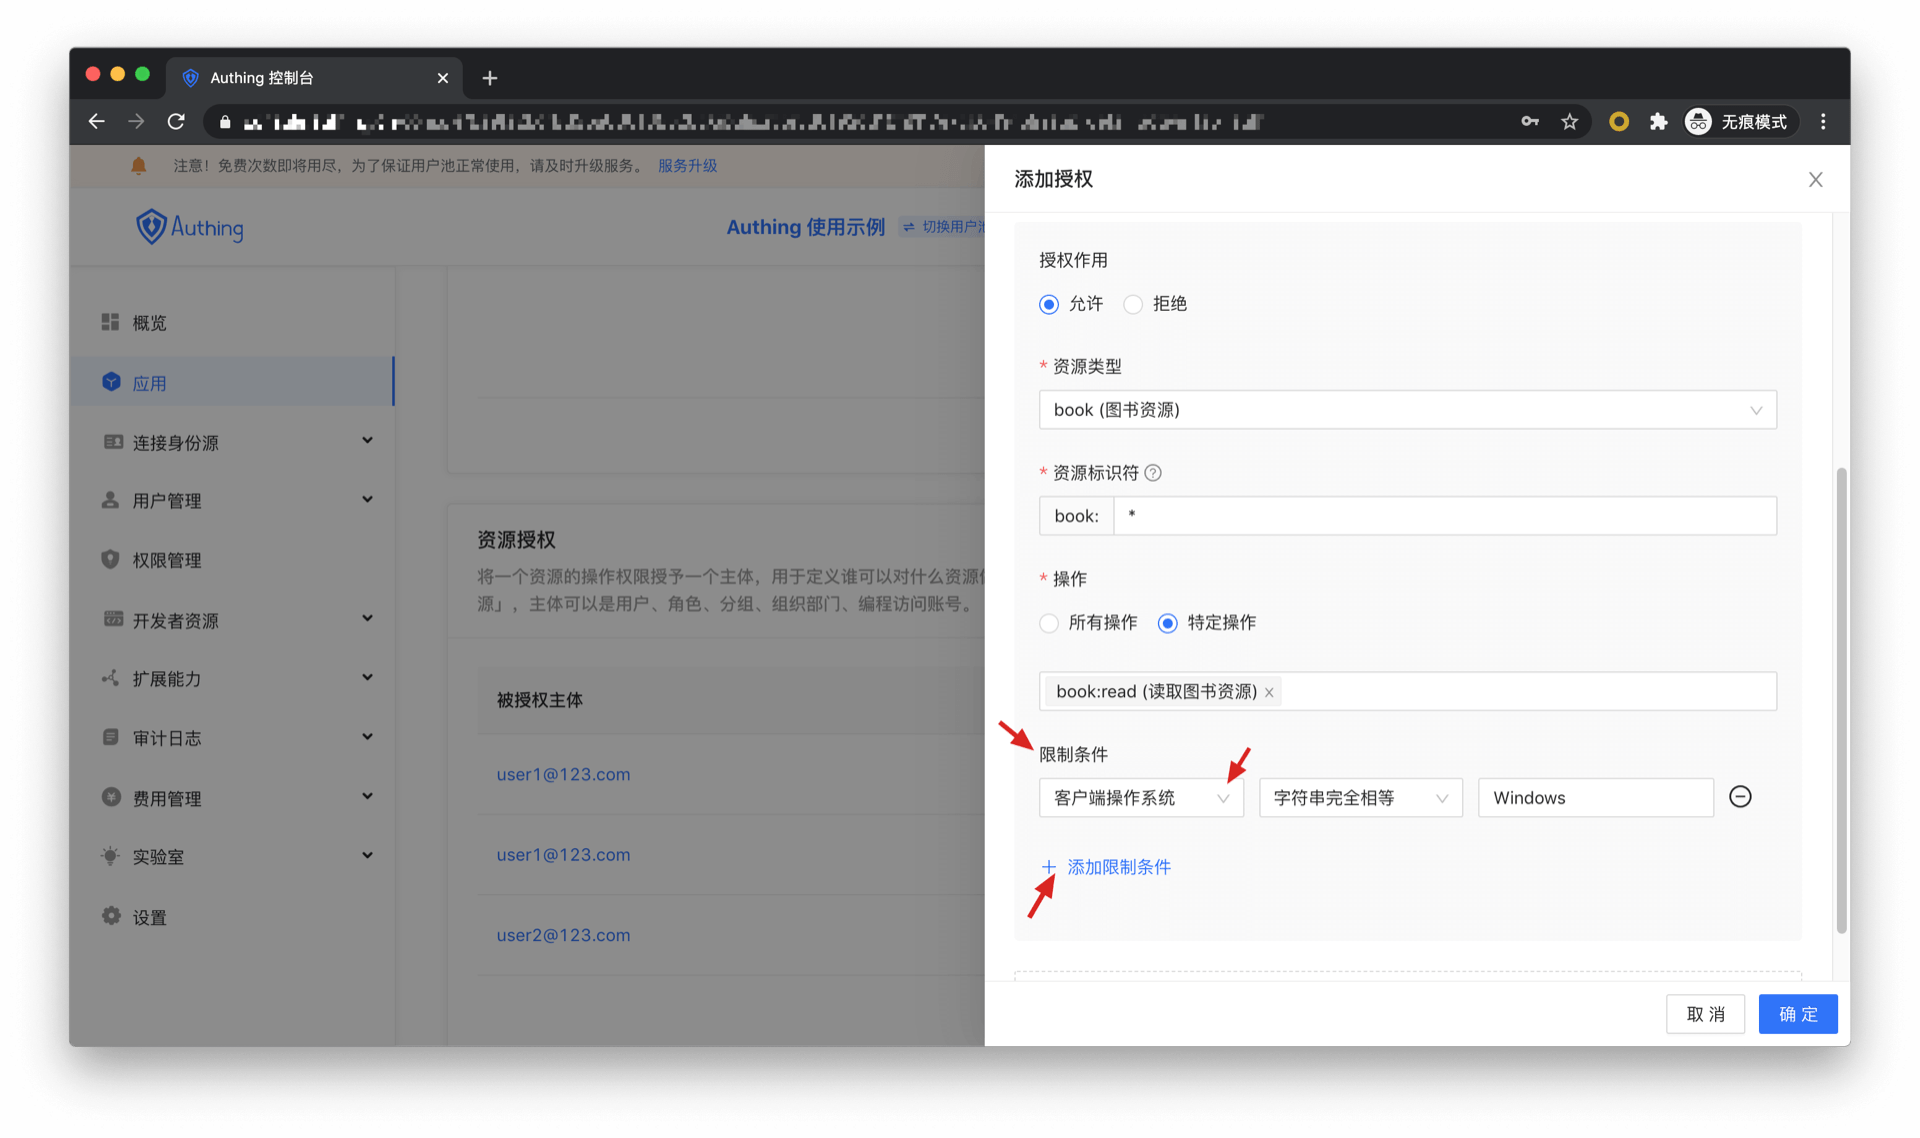 Authing 控制台
无痕模式
注意！免费次数即将用尽，为了保证用户池正常使用，请及时升级服务。 服务升级
Authing
Authing 使用示例
切换用户
概览
应用
连接身份源
用户管理
权限管理
开发者资源
扩展能力
审计日志
费用管理
实验室
设置
资源授权
将一个资源的操作权限授予一个主体，用于定义谁可以对什么资源
源」，主体可以是用户、角色、分组、组织部门、编程访问账号。
被授权主体
user1@123.com
user1@123.com
user2@123.com
添加授权
授权作用
允许 拒绝
* 资源类型
book (图书资源)
* 资源标识符
book: *
* 操作
所有操作 特定操作
book:read (读取图书资源) ×
限制条件
客户端操作系统 字符串完全相等 Windows
+ 添加限制条件
取 消 确 定